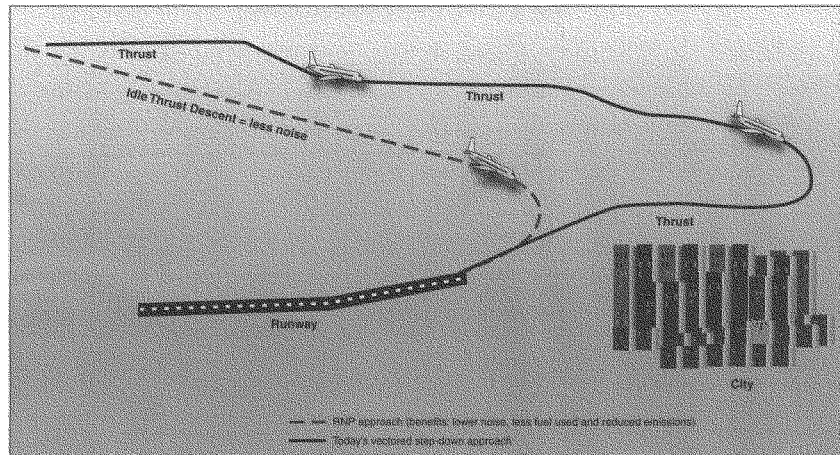 Thrust
Idle Thrust Descent = less noise
Thrust
Thrust
Runway
City
RNP approach (benefits: lower noise, less fuel used and reduced emissions)
Today's vectored step-down approach